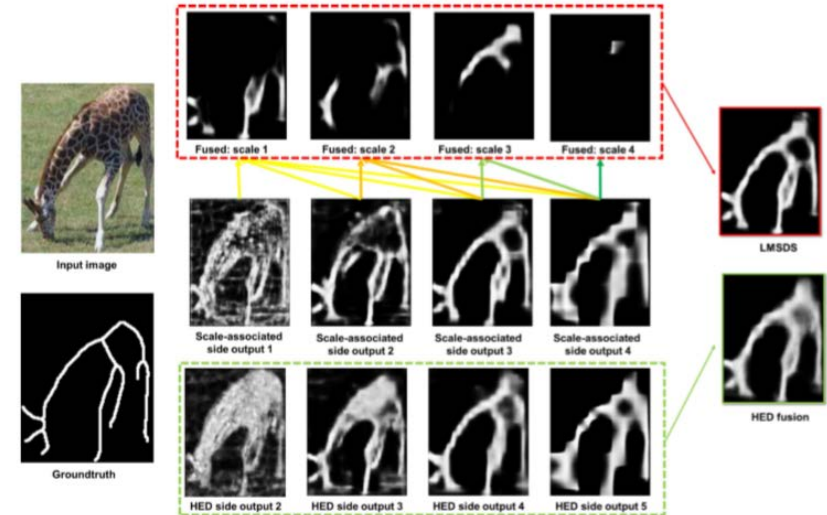 Fused: scale 1
Fused: scale 2
Fused: scale 3
Fused: scale 4
Input image
LMSDS
Scale-associated
side output 1
Scale-associated
side output 2
Scale-associated
side output 3
Scale-associated
side output 4
HED fusion
Groundtruth
HED side output 2
HED side output 3
HED side output 4
HED side output 5